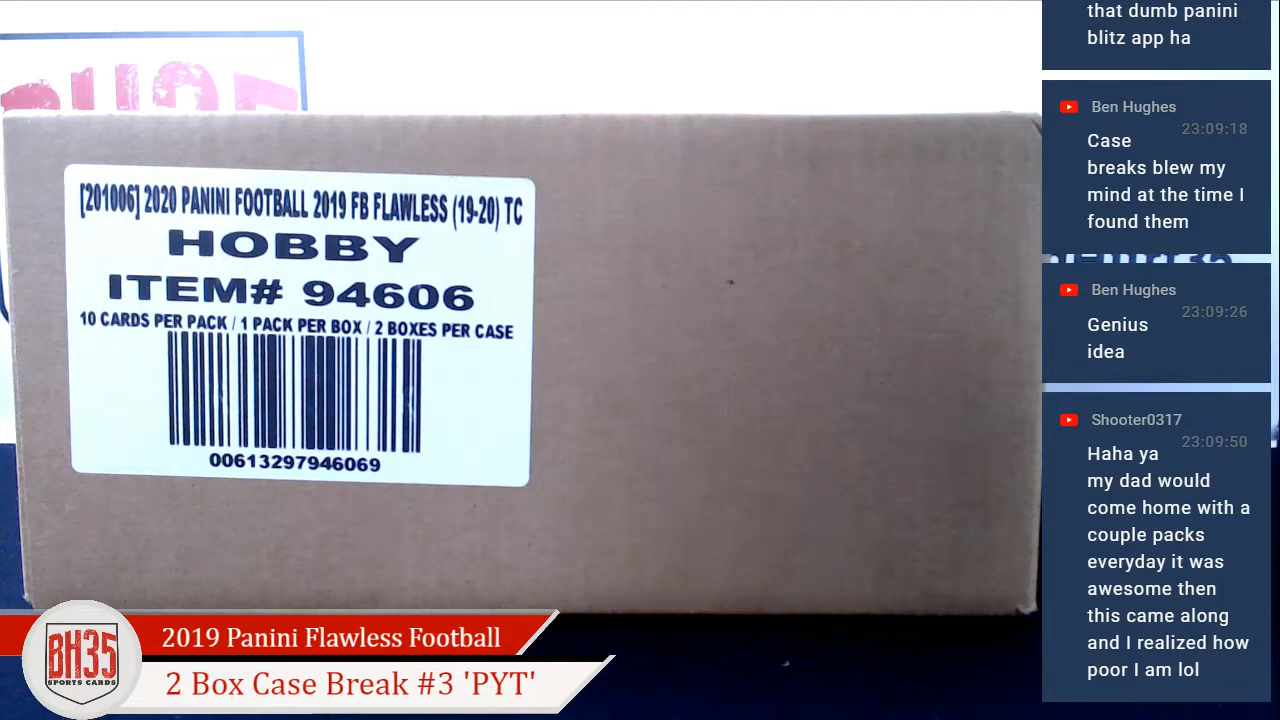 [201006] 2020 PANINI FOOTBALL 2019 FB FLAWLESS (19-20) TC
HOBBY
ITEM# 94606
10 CARDS PER PACK / 1 PACK PER BOX / 2 BOXES PER CASE
00613297946069
BH35
SPORTS CARDS
2019 Panini Flawless Football
2 Box Case Break #3 'PYT'
that dumb panini
blitz app ha
Ben Hughes
23:09:18
Case
breaks blew my
mind at the time I
found them
Ben Hughes
23:09:26
Genius
idea
Shooter0317
23:09:50
Haha ya
my dad would
come home with a
couple packs
everyday it was
awesome then
this came along
and I realized how
poor I am lol